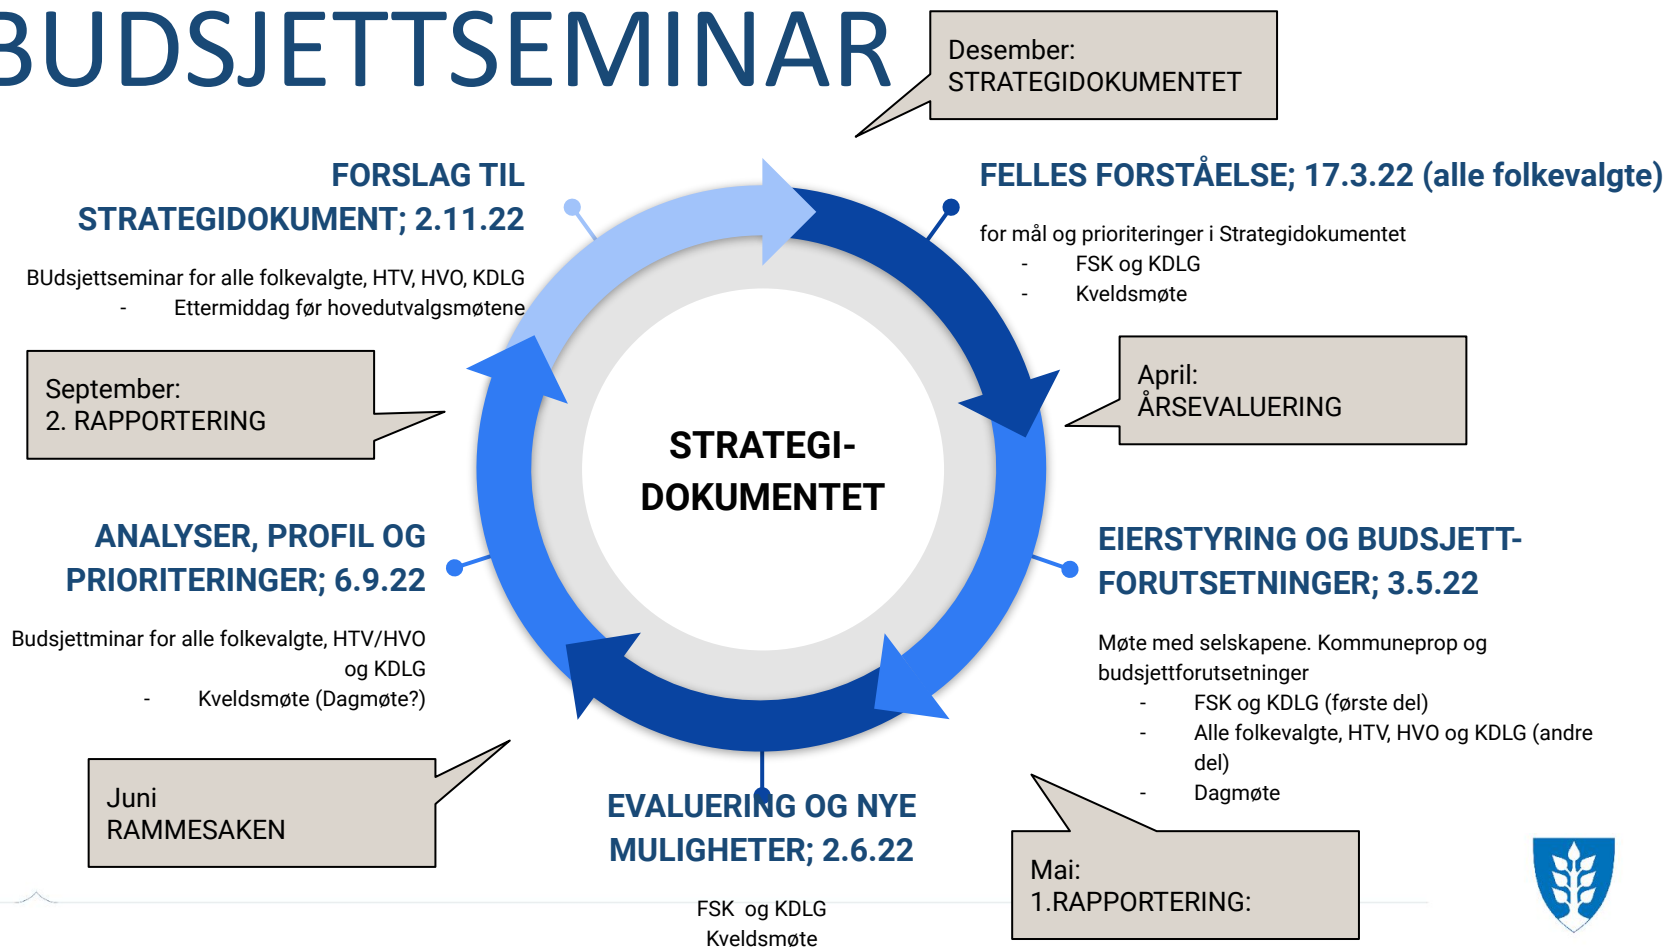 BUDSJETTSEMINAR
Desember:
STRATEGIDOKUMENTET
FORSLAG TIL
STRATEGIDOKUMENT; 2.11.22
BUdsjettseminar for alle folkevalgte, HTV, HVO, KDLG
- Ettermiddag før hovedutvalgsmøtene
FELLES FORSTÅELSE; 17.3.22 (alle folkevalgte)
for mål og prioriteringer i Strategidokumentet
- FSK og KDLG
- Kveldsmøte
September:
2. RAPPORTERING
April:
ÅRSEVALUERING
STRATEGI-
DOKUMENTET
ANALYSER, PROFIL OG
PRIORITERINGER; 6.9.22
Budsjettminar for alle folkevalgte, HTV/HVO
og KDLG
- Kveldsmøte (Dagmøte?)
EIERSTYRING OG BUDSJETT-
FORUTSETNINGER; 3.5.22
Møte med selskapene. Kommuneprop og
budsjettforutsetninger
- FSK og KDLG (første del)
- Alle folkevalgte, HTV, HVO og KDLG (andre
del)
- Dagmøte
Juni
RAMMESAKEN
EVALUERING OG NYE
MULIGHETER; 2.6.22
FSK og KDLG
Kveldsmøte
Mai:
1.RAPPORTERING: